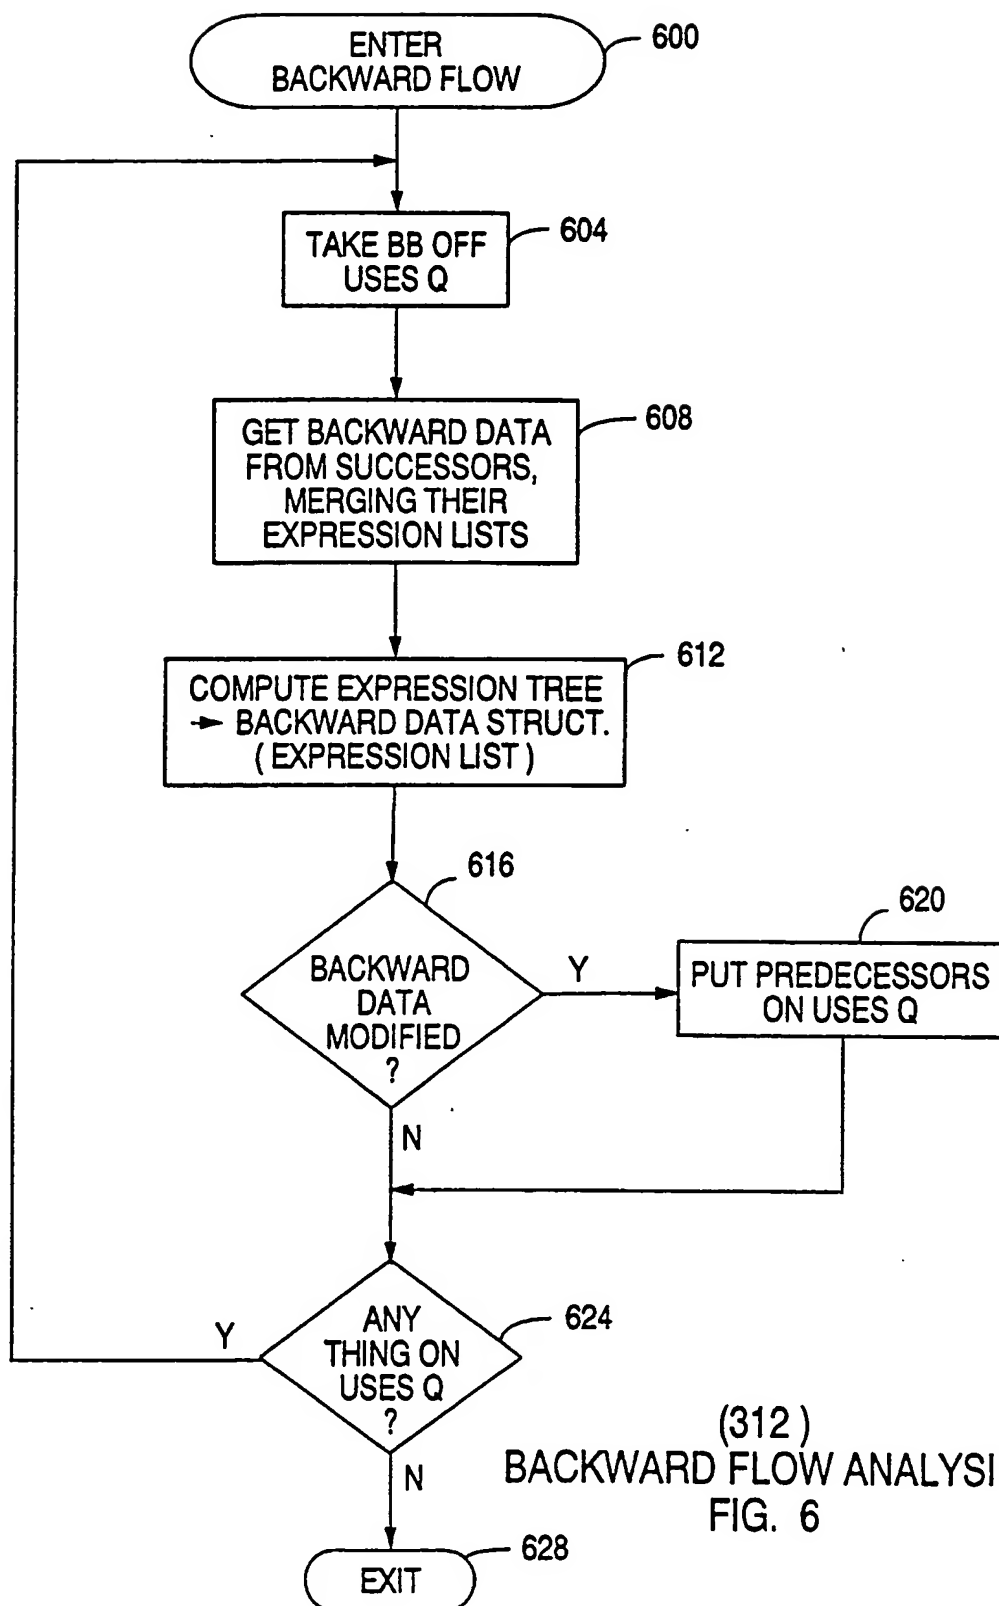 ENTER
BACKWARD FLOW
600
TAKE BB OFF
USES Q
604
GET BACKWARD DATA
FROM SUCCESSORS,
MERGING THEIR
EXPRESSION LISTS
608
COMPUTE EXPRESSION TREE
→ BACKWARD DATA STRUCT.
( EXPRESSION LIST )
612
BACKWARD
DATA
MODIFIED
?
616
Y
PUT PREDECESSORS
ON USES Q
620
N
ANY
THING ON
USES Q
?
624
Y
N
EXIT
628
(312 )
BACKWARD FLOW ANALYSI
FIG. 6